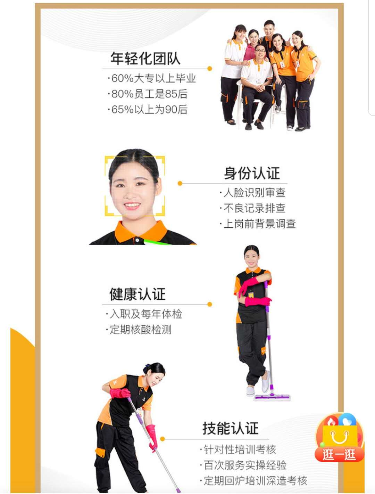 年轻化团队
·60%大专以上毕业
·80%员工是85后
·65%以上为90后
身份认证
·人脸识别审查
·不良记录排查
·上岗前背景调查
健康认证
·入职及每年体检
·定期核酸检测
技能认证
·针对性培训考核
·百次服务实操经验
·定期回炉培训深造考核
逛一逛